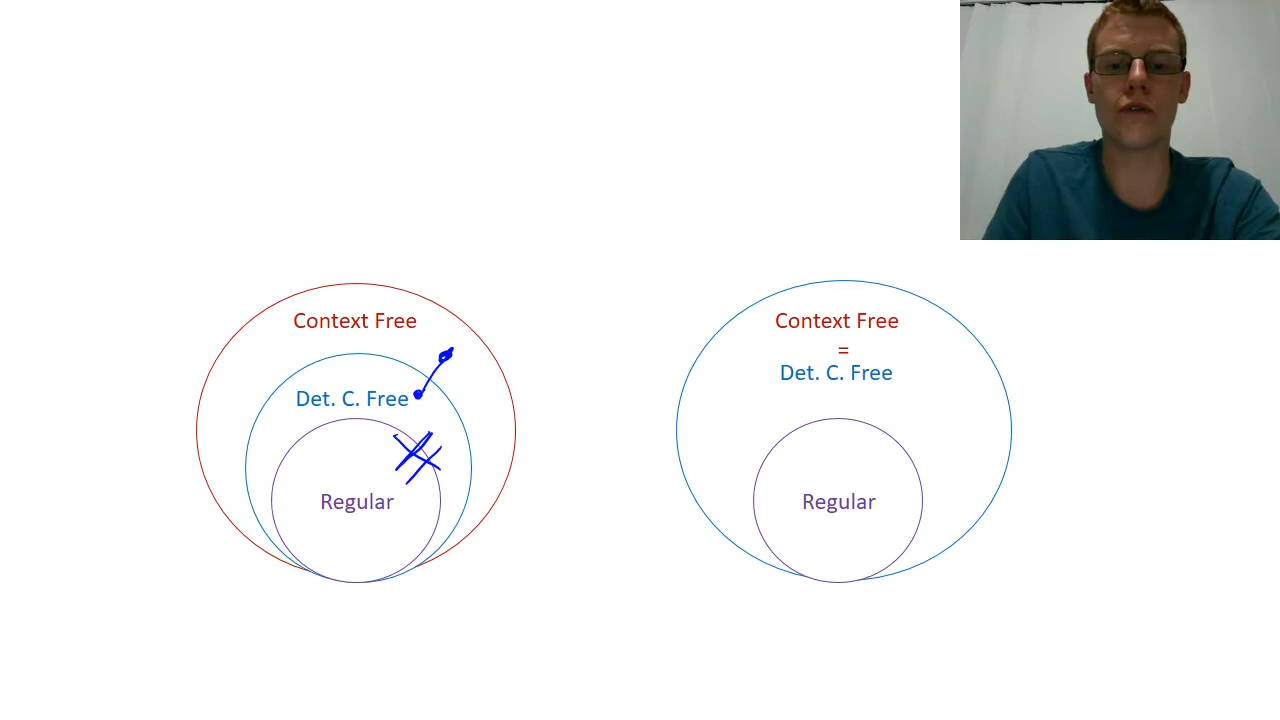 Context Free
Det. C. Free
Regular
Context Free
=
Det. C. Free
Regular